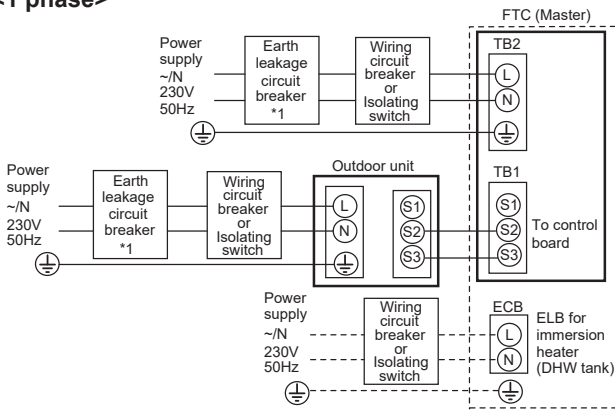 <1 phase>
FTC (Master)
Power
supply
~/N
230V
50Hz
Earth
leakage
circuit
breaker
*1
Wiring
circuit
breaker
or
Isolating
switch
TB2
L
N
Power
supply
~/N
230V
50Hz
Earth
leakage
circuit
breaker
*1
Wiring
circuit
breaker
or
Isolating
switch
Outdoor unit
L
N
S1
S2
S3
TB1
S1
S2
S3
To control
board
Power
supply
~/N
230V
50Hz
Wiring
circuit
breaker
or
Isolating
switch
ECB
L
N
ELB for
immersion
heater
(DHW tank)